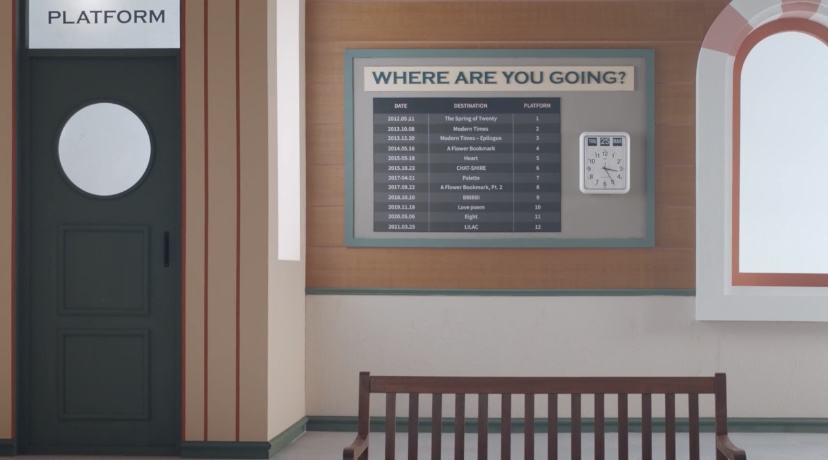 PLATFORM
WHERE ARE YOU GOING?
DATE DESTINATION PLATFORM
2012.05.11 The Spring of Twenty 1
2013.10.08 Modern Times 2
2013.12.20 Modern Times – Epilogue 3
2014.05.16 A Flower Bookmark 4
2015.05.18 Heart 5
2015.10.23 CHAT-SHIRE 6
2017.04.21 Palette 7
2017.09.22 A Flower Bookmark, Pt. 2 8
2018.10.10 BBIBBI 9
2019.11.18 Love poem 10
2020.05.06 Eight 11
2021.03.25 LILAC 12
25